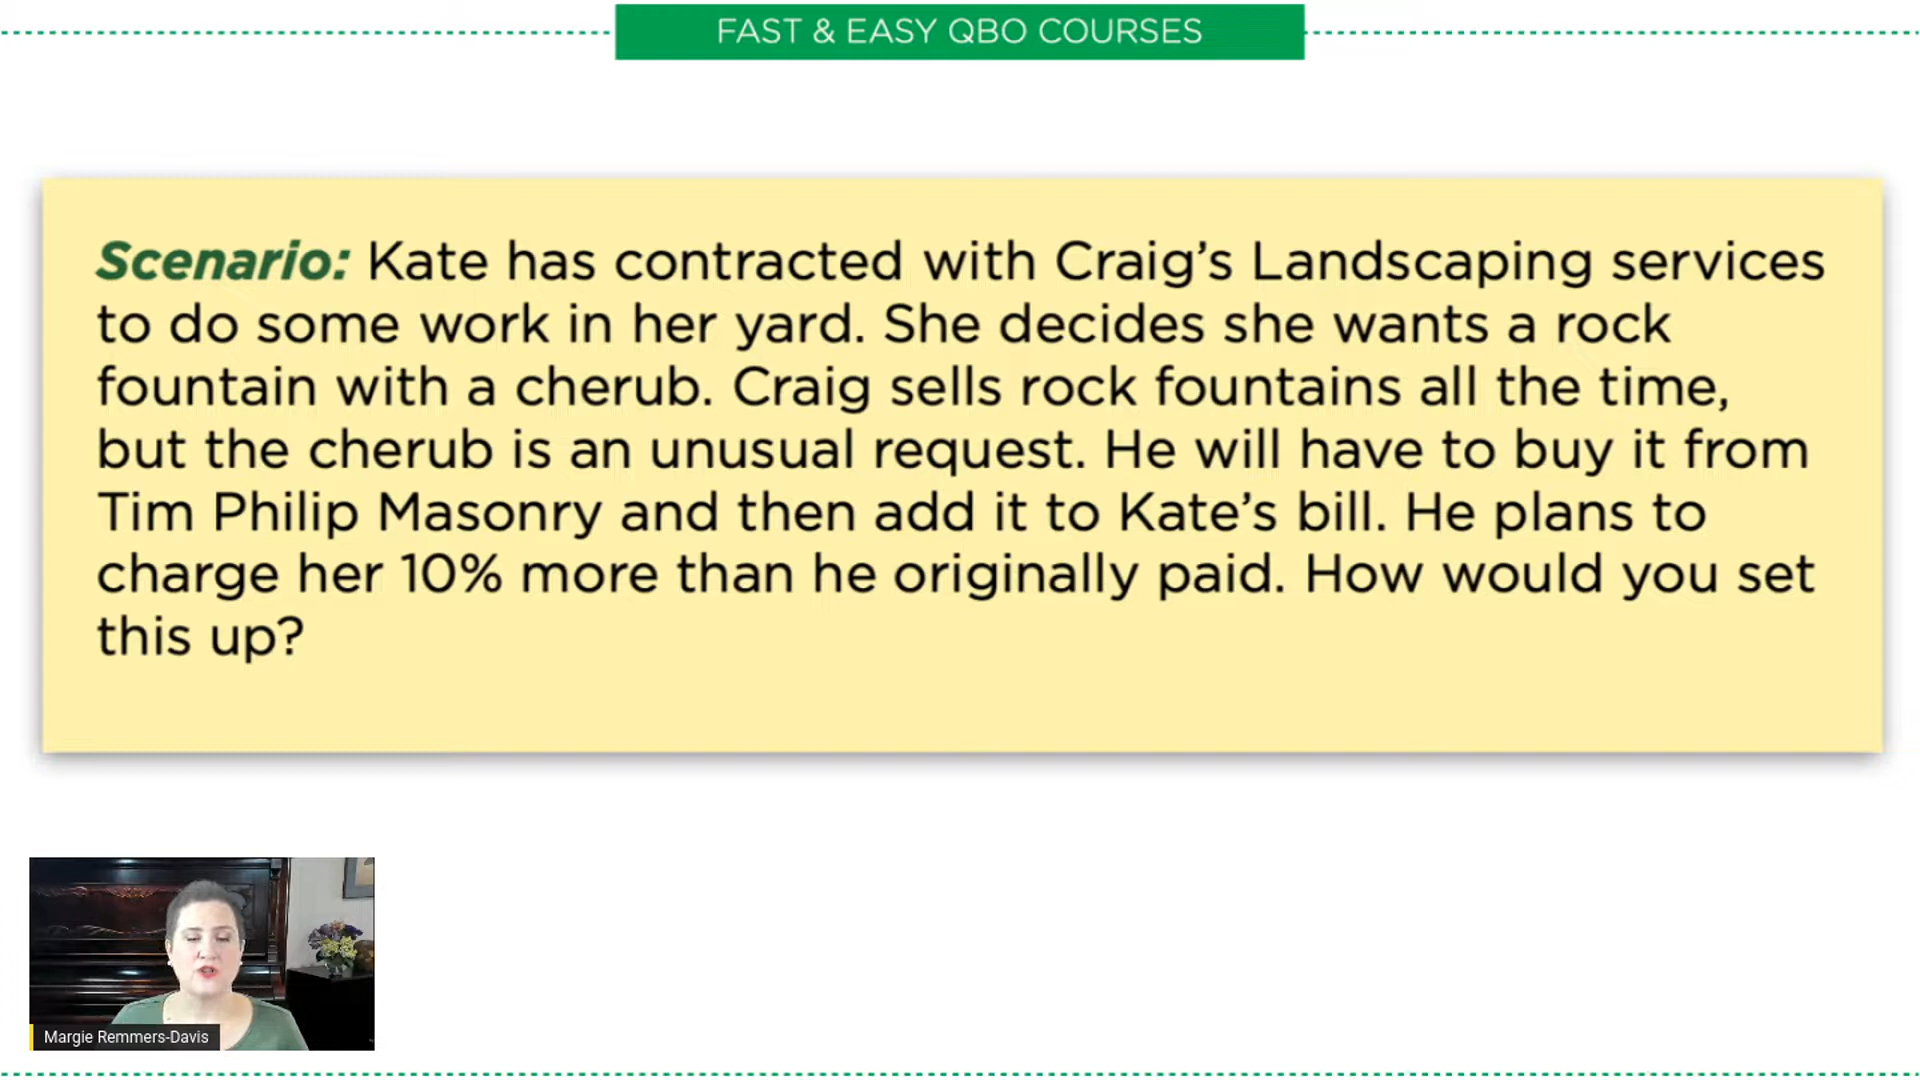 FAST & EASY QBO COURSES
Scenario: Kate has contracted with Craig’s Landscaping services
to do some work in her yard. She decides she wants a rock
fountain with a cherub. Craig sells rock fountains all the time,
but the cherub is an unusual request. He will have to buy it from
Tim Philip Masonry and then add it to Kate’s bill. He plans to
charge her 10% more than he originally paid. How would you set
this up?
Margie Remmers-Davis